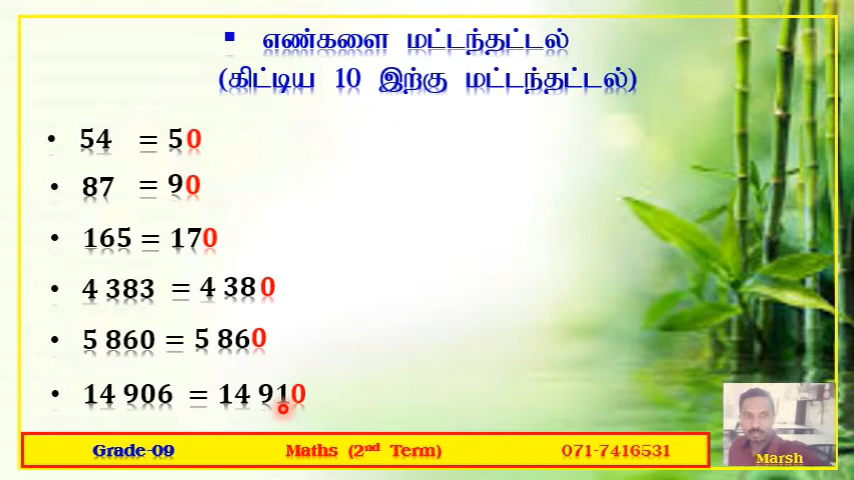 ▪ எண்களை மட்டந்தட்டல்
(கிட்டிய 10 இற்கு மட்டந்தட்டல்)
• 54 = 50
• 87 = 90
• 165 = 170
• 4 383 = 4 380
• 5 860 = 5 860
• 14 906 = 14 910
Grade-09 Maths (2nd Term) 071-7416531
Marsh